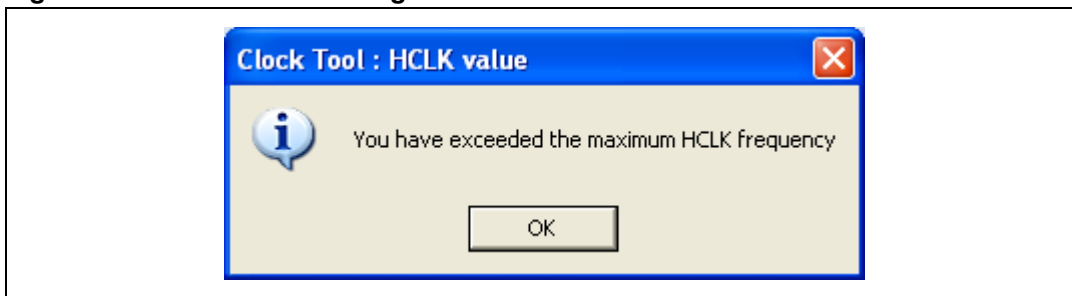 Clock Tool : HCLK value
You have exceeded the maximum HCLK frequency
OK